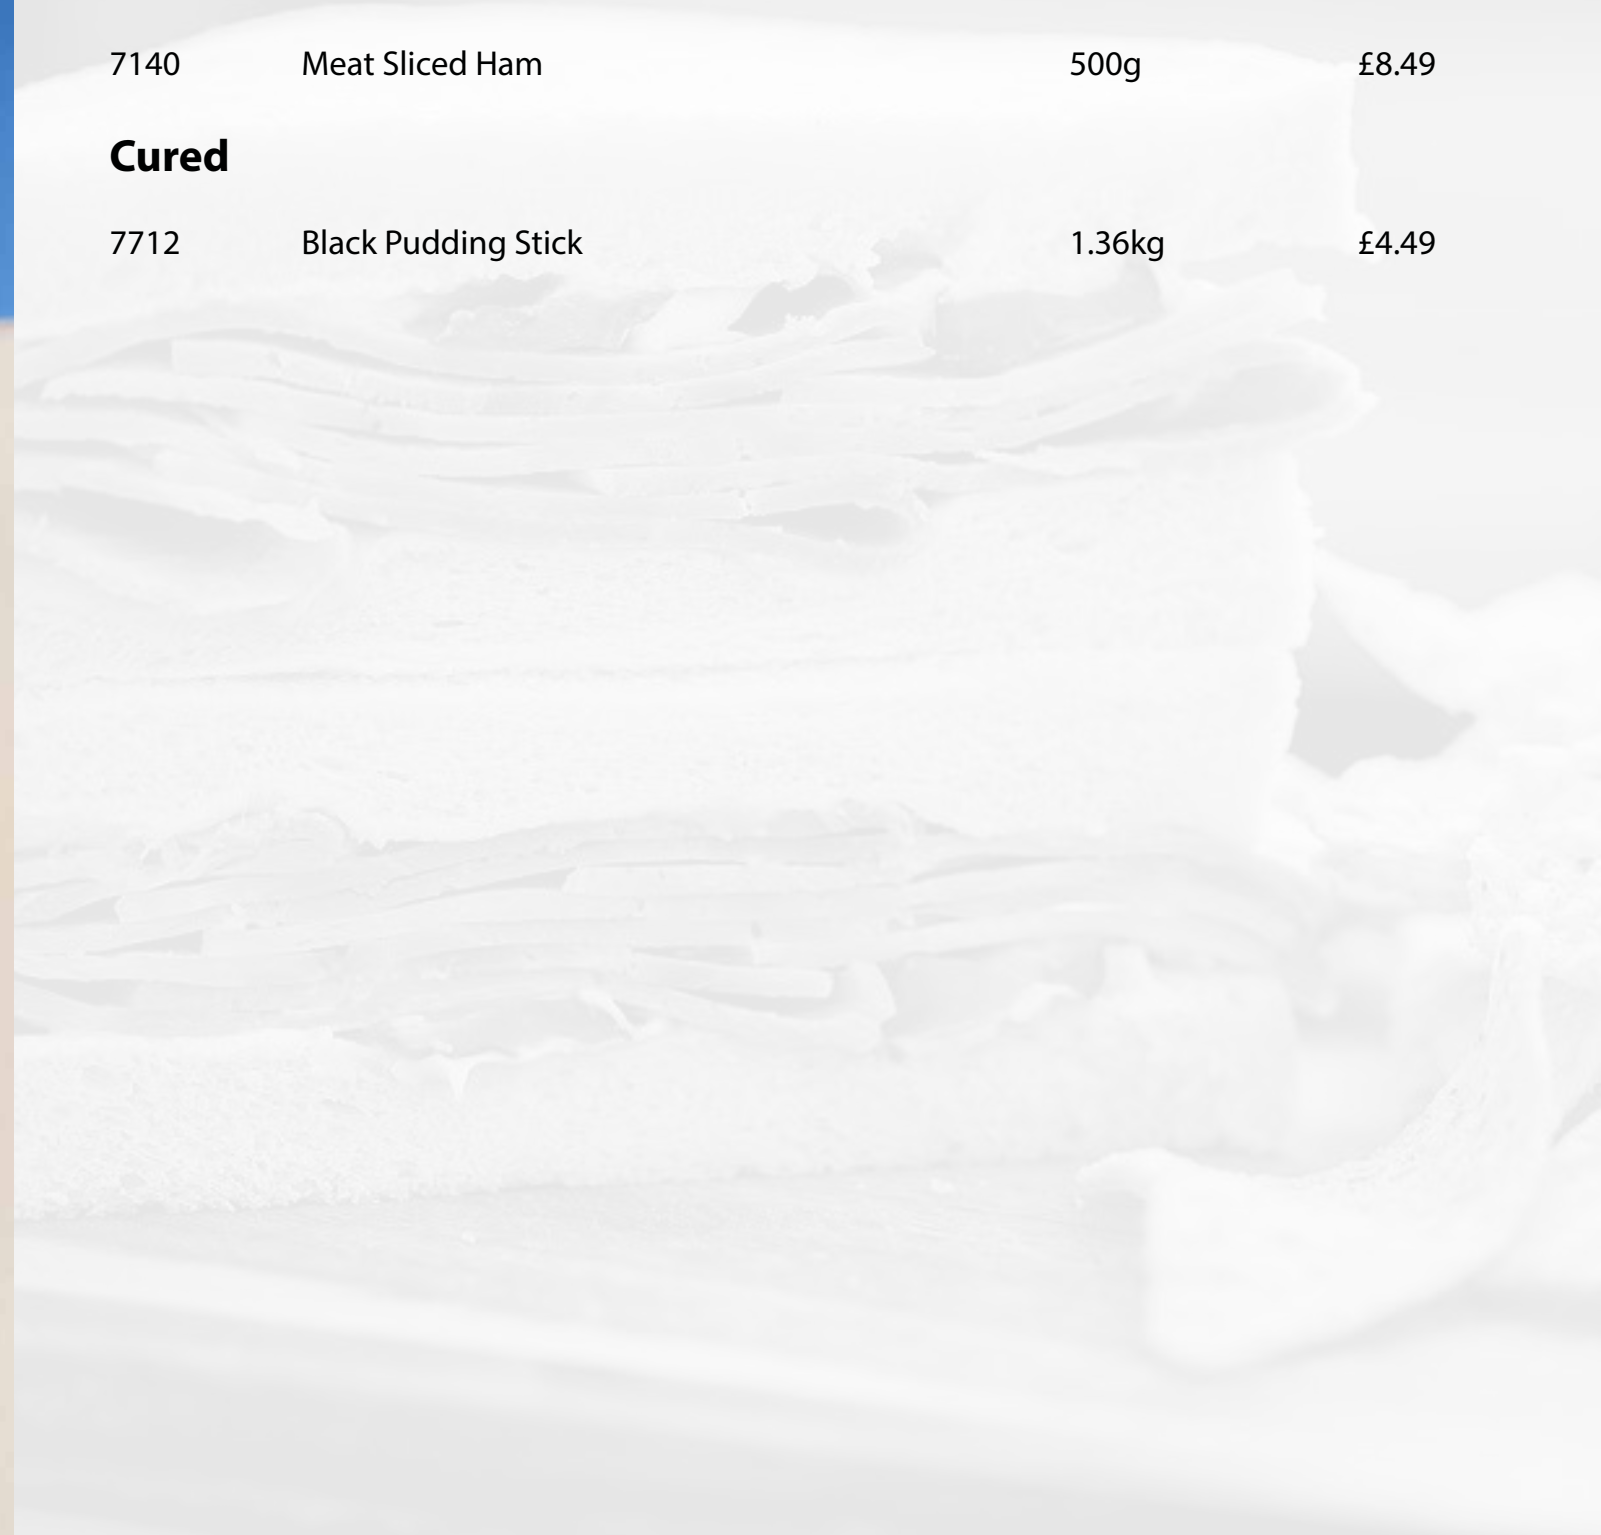 7140 Meat Sliced Ham 500g £8.49
Cured
7712 Black Pudding Stick 1.36kg £4.49